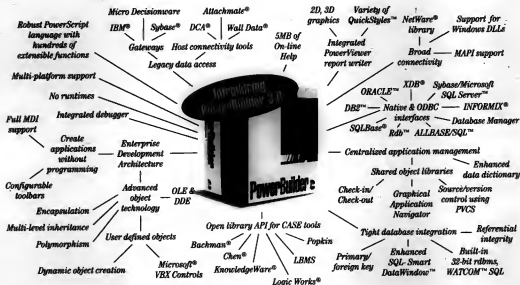 Robust PowerScript
language with
hundreds of
extensible functions
Micro Decisionware
IBM®
Sybase®
Gateways
Attachmate®
DCA®
Wall Data®
Host connectivity tools
Legacy data access
5MB of
On-line
Help
2D, 3D
graphics
Variety of
QuickStyles™
Integrated
PowerViewer
report writer
NetWare®
library
Support for
Windows DLLs
Broad
connectivity
MAPI support
Multi-platform support
No runtimes
Integrated debugger
Full MDI
support
Create
applications
without
programming
Configurable
toolbars
Enterprise
Development
Architecture
Advanced
object
technology
OLE &
DDE
Encapsulation
Multi-level inheritance
Polymorphism
User defined objects
Dynamic object creation
Microsoft®
VBX Controls
Introducing
PowerBuilder 3.0
PowerBuilder
XDB®
ORACLE™
Sybase/Microsoft
SQL Server™
DB2™
Native & ODBC
interfaces
INFORMIX®
Database Manager
SQLBase®
Rdb™
ALLBASE/SQL™
Centralized application management
Shared object libraries
Enhanced
data dictionary
Check-in/
Check-out
Graphical
Application
Navigator
Source/version
control using
PVCS
Tight database integration
Referential
integrity
Primary/
foreign key
Enhanced
SQL-Smart
DataWindow™
Built-in
32-bit rdbms,
WATCOM™ SQL
Open library API for CASE tools
Bachman®
Chen®
KnowledgeWare®
Popkin
LBMS
Logic Works®